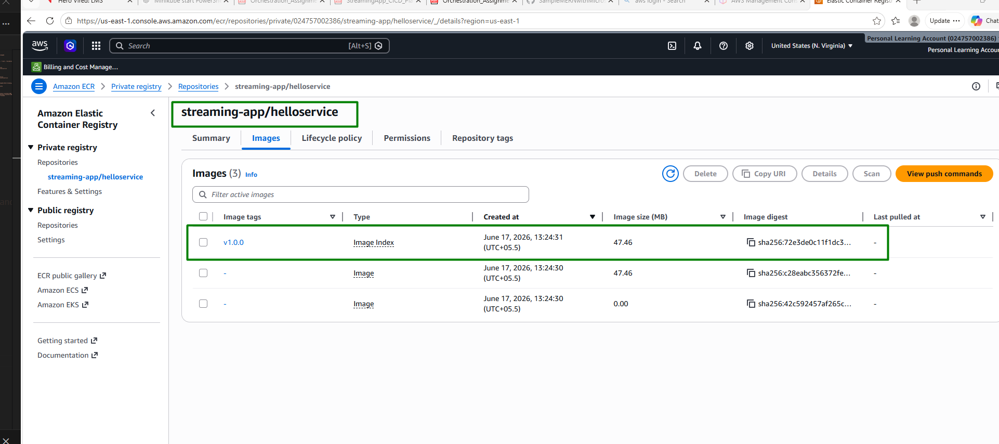 Hero Vired: LMS
Minikube start PowerSh
Orchestration_Assignme
StreamingApp_CICD_Pla
Orchestration_Assignme
SampleMERNwithMicros
aws login - Search
AWS Management Cons
Elastic Container Registr
https://us-east-1.console.aws.amazon.com/ecr/repositories/private/024757002386/streaming-app/helloservice/_/details?region=us-east-1
Update
Chat
aws
Search
[Alt+S]
United States (N. Virginia)
Personal Learning Account (024757002386)
Personal Learning Accou
Billing and Cost Manage...
Amazon ECR
Private registry
Repositories
streaming-app/helloservice
Amazon Elastic
Container Registry
Private registry
Repositories
streaming-app/helloservice
Features & Settings
Public registry
Repositories
Settings
ECR public gallery
Amazon ECS
Amazon EKS
Getting started
Documentation
streaming-app/helloservice
Summary
Images
Lifecycle policy
Permissions
Repository tags
Images (3) Info
Delete
Copy URI
Details
Scan
View push commands
Filter active images
Image tags
Type
Created at
Image size (MB)
Image digest
Last pulled at
v1.0.0
Image Index
June 17, 2026, 13:24:31
(UTC+05.5)
47.46
sha256:72e3de0c11f1dc3...
-
-
Image
June 17, 2026, 13:24:30
(UTC+05.5)
47.46
sha256:c28eabc356372fe...
-
-
Image
June 17, 2026, 13:24:30
(UTC+05.5)
0.00
sha256:42c592457af265c...
-